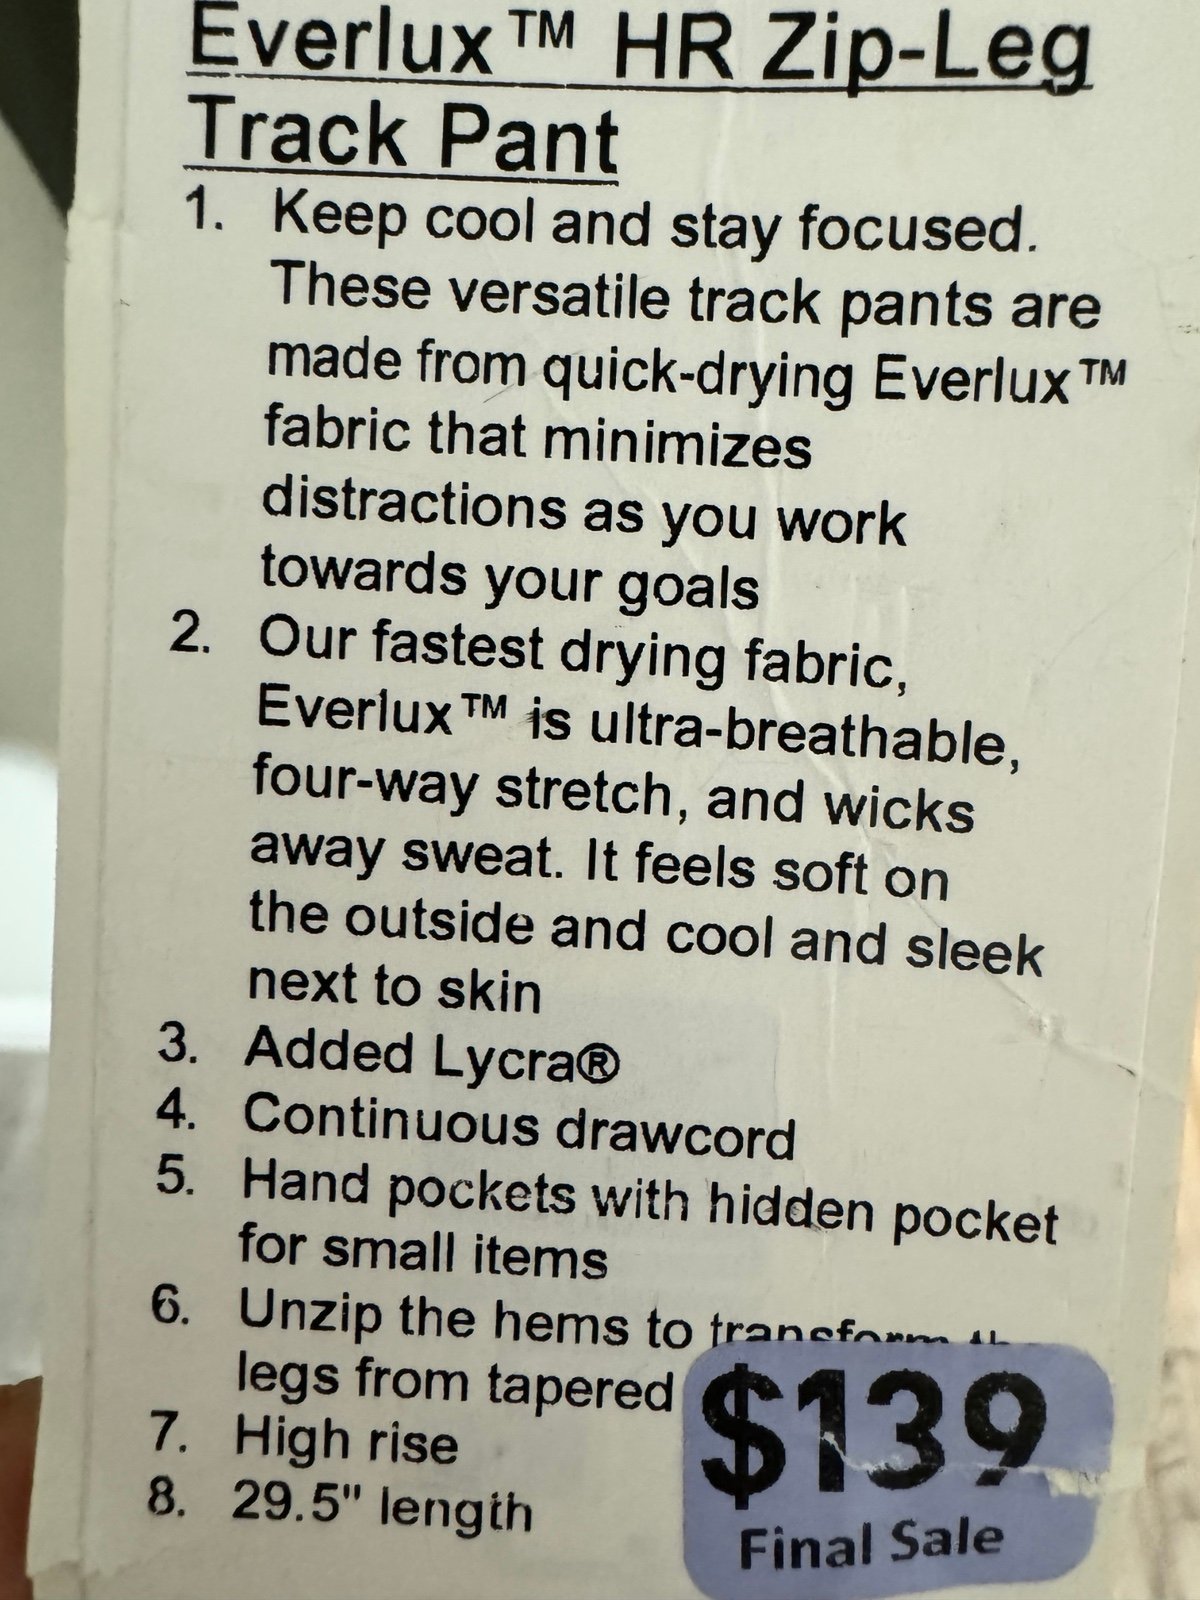 Everlux™ HR Zip-Leg
Track Pant
1. Keep cool and stay focused.
These versatile track pants are
made from quick-drying Everlux™
fabric that minimizes
distractions as you work
towards your goals
2. Our fastest drying fabric,
Everlux™ is ultra-breathable,
four-way stretch, and wicks
away sweat. It feels soft on
the outside and cool and sleek
next to skin
3. Added Lycra®
4. Continuous drawcord
5. Hand pockets with hidden pocket
for small items
6. Unzip the hems to transform
legs from tapered
7. High rise
8. 29.5" length
$139
Final Sale